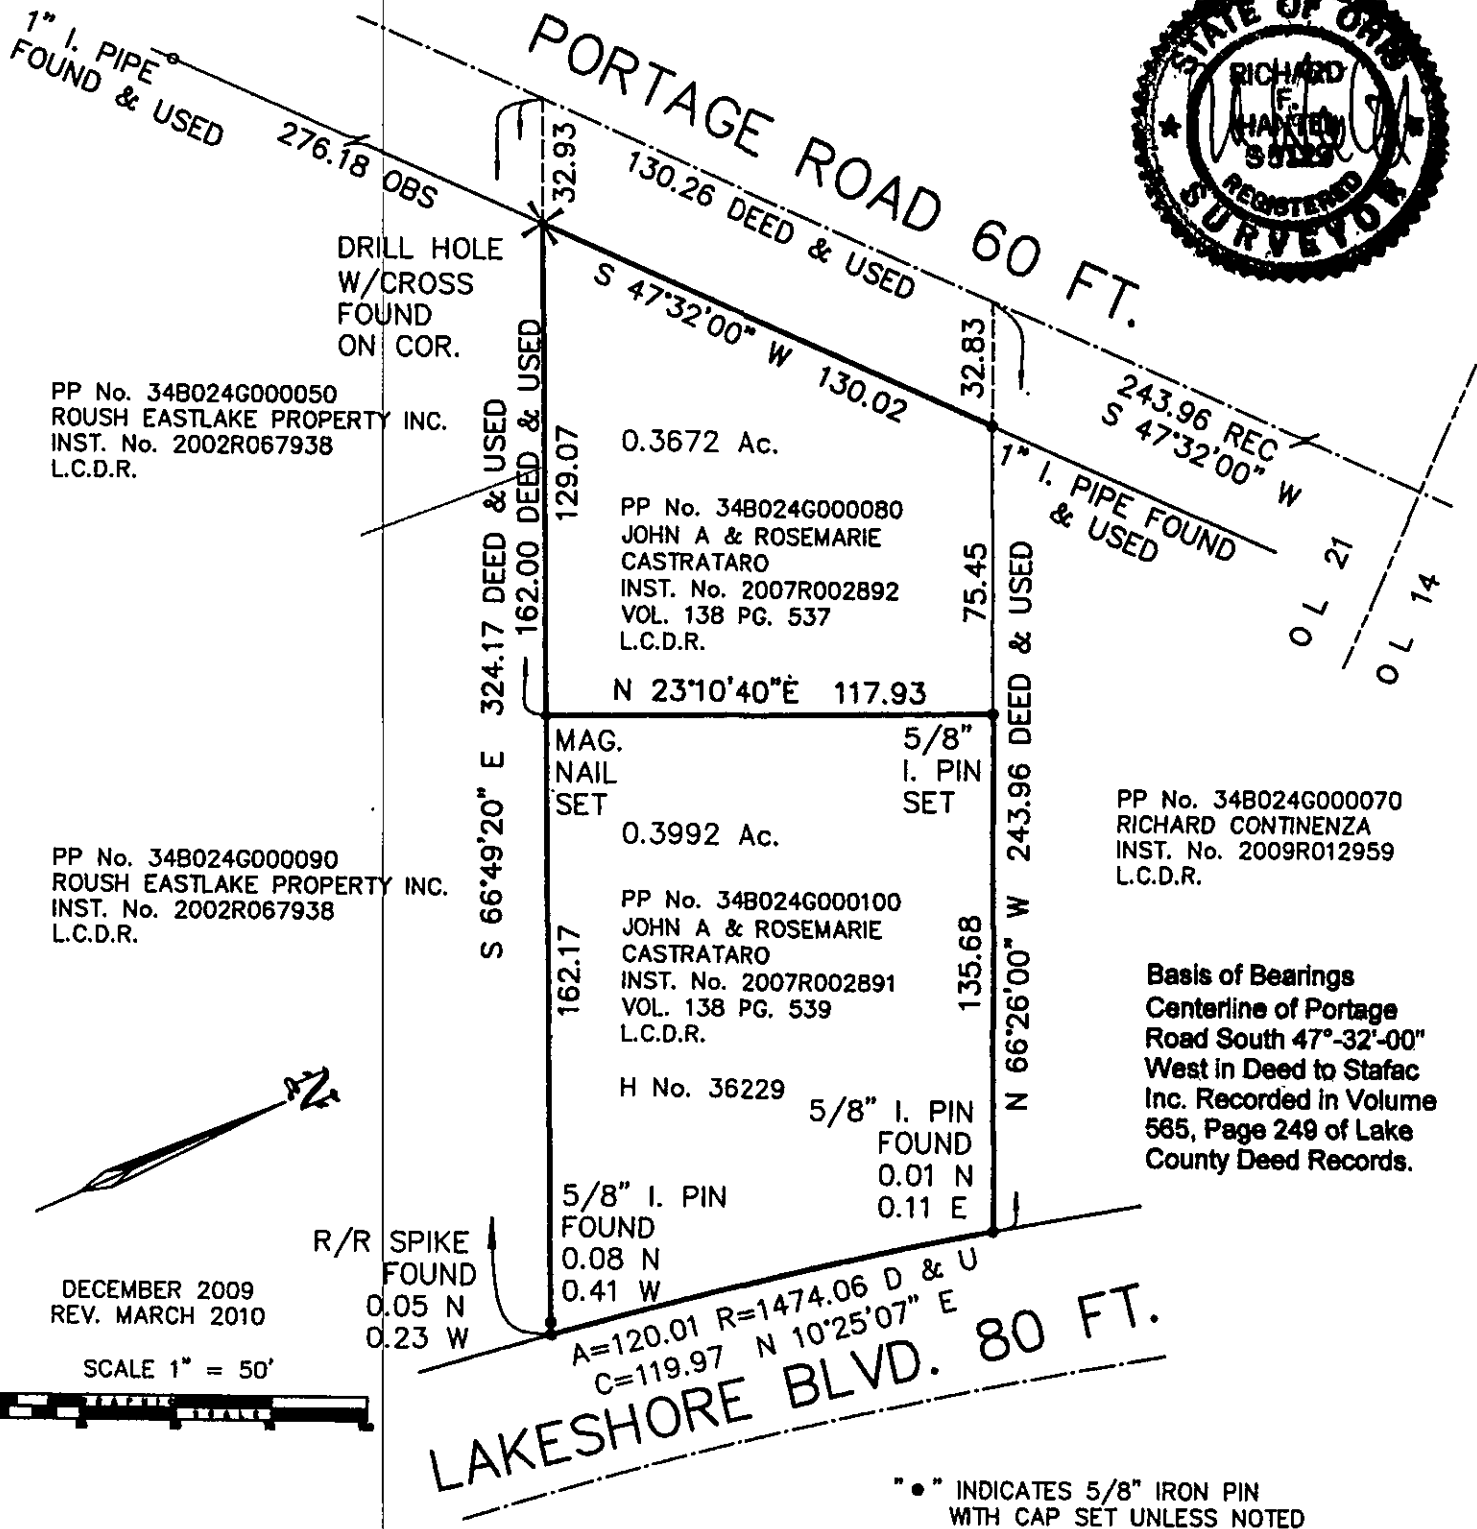 1" I. PIPE
FOUND & USED
276.18 OBS
PORTAGE ROAD 60 FT.
STATE OF OHIO
RICHARD
F.
REGISTERED
SURVEYOR
32.93
130.26 DEED & USED
DRILL HOLE
W/CROSS
FOUND
ON COR.
S 47°32'00" W 130.02
32.83
243.96 REC
S 47°32'00" W
1" I. PIPE FOUND
& USED
O L 21
O L 14
PP No. 34B024G000050
ROUSH EASTLAKE PROPERTY INC.
INST. No. 2002R067938
L.C.D.R.
S 66°49'20" E 324.17 DEED & USED
162.00 DEED & USED
129.07
0.3672 Ac.
PP No. 34B024G000080
JOHN A & ROSEMARIE
CASTRATARO
INST. No. 2007R002892
VOL. 138 PG. 537
L.C.D.R.
75.45
N 66°26'00" W 243.96 DEED & USED
N 23°10'40"E 117.93
MAG.
NAIL
SET
5/8"
I. PIN
SET
0.3992 Ac.
PP No. 34B024G000100
JOHN A & ROSEMARIE
CASTRATARO
INST. No. 2007R002891
VOL. 138 PG. 539
L.C.D.R.
H No. 36229
162.17
135.68
PP No. 34B024G000090
ROUSH EASTLAKE PROPERTY INC.
INST. No. 2002R067938
L.C.D.R.
PP No. 34B024G000070
RICHARD CONTINENZA
INST. No. 2009R012959
L.C.D.R.
Basis of Bearings
Centerline of Portage
Road South 47°-32'-00"
West in Deed to Stafac
Inc. Recorded in Volume
565, Page 249 of Lake
County Deed Records.
N
5/8" I. PIN
FOUND
0.01 N
0.11 E
5/8" I. PIN
FOUND
0.08 N
0.41 W
R/R SPIKE
FOUND
0.05 N
0.23 W
A=120.01 R=1474.06 D & U
C=119.97 N 10°25'07" E
LAKESHORE BLVD. 80 FT.
DECEMBER 2009
REV. MARCH 2010
SCALE 1" = 50'
GRAPHIC
SCALE
"●" INDICATES 5/8" IRON PIN
WITH CAP SET UNLESS NOTED